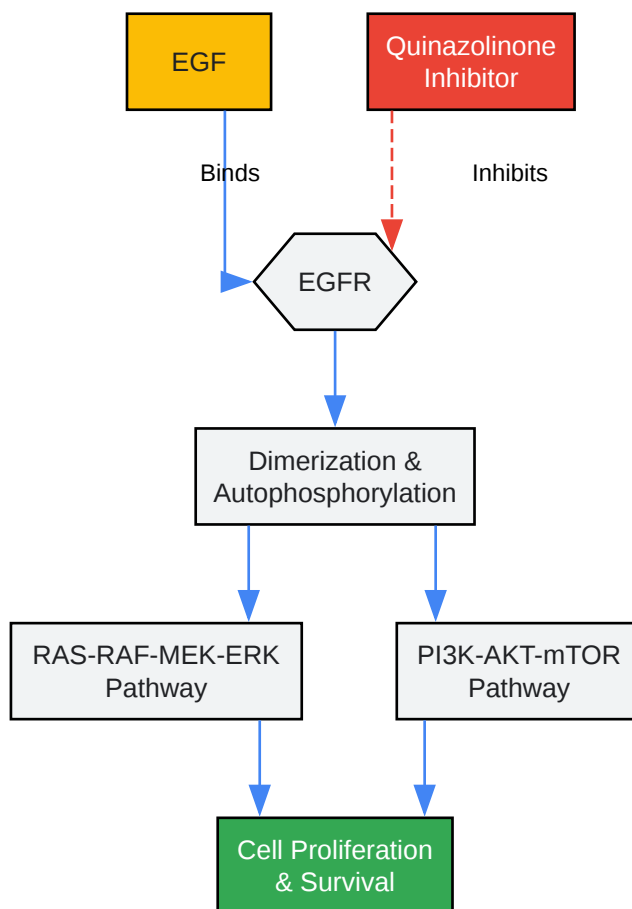 EGF
Quinazolinone
Inhibitor
Binds
Inhibits
EGFR
Dimerization &
Autophosphorylation
RAS-RAF-MEK-ERK
Pathway
PI3K-AKT-mTOR
Pathway
Cell Proliferation
& Survival